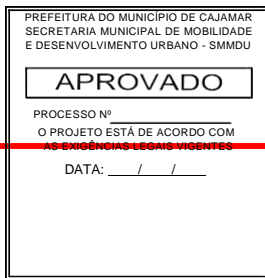 PREFEITURA DO MUNICÍPIO DE CAJAMAR
SECRETARIA MUNICIPAL DE MOBILIDADE
E DESENVOLVIMENTO URBANO - SMMDU
APROVADO
PROCESSO Nº
O PROJETO ESTÁ DE ACORDO COM
AS EXIGÊNCIAS LEGAIS VIGENTES
DATA: / /